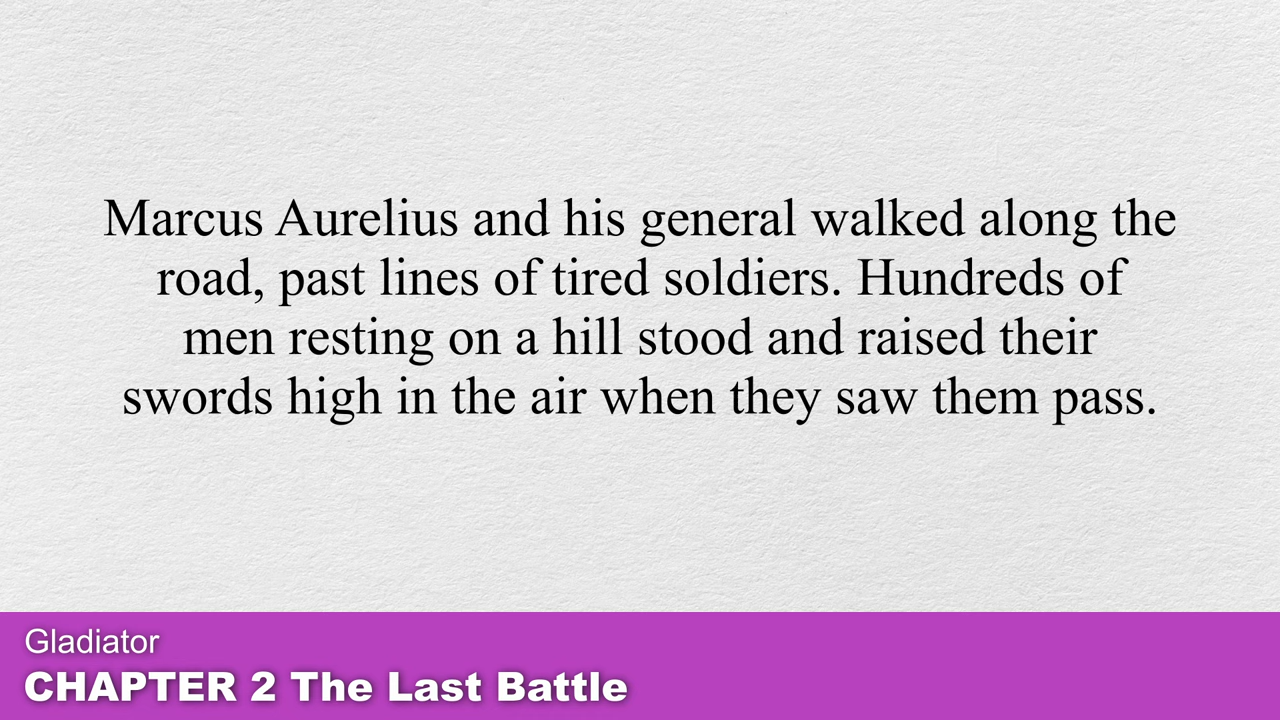 Marcus Aurelius and his general walked along the
road, past lines of tired soldiers. Hundreds of
men resting on a hill stood and raised their
swords high in the air when they saw them pass.
Gladiator
CHAPTER 2 The Last Battle